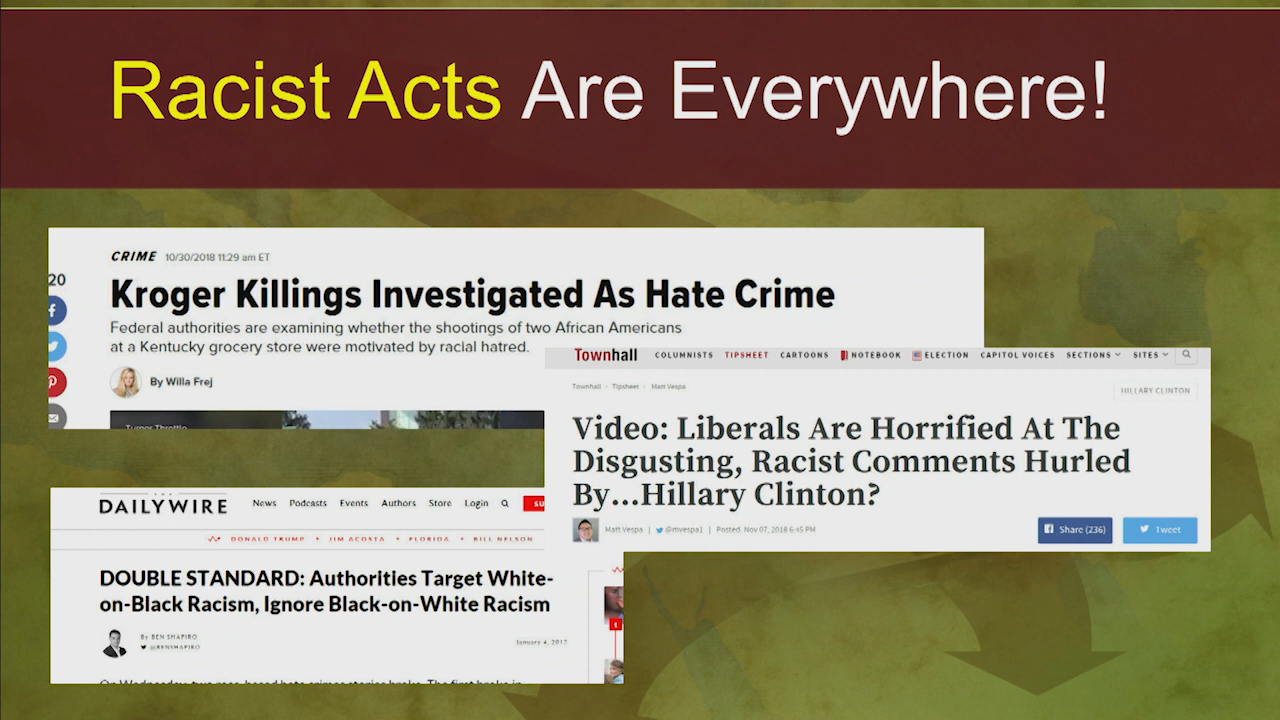 Racist Acts Are Everywhere!
CRIME 10/30/2018 11:29 am ET
20
Kroger Killings Investigated As Hate Crime
Federal authorities are examining whether the shootings of two African Americans
at a Kentucky grocery store were motivated by racial hatred.
By Willa Frej
Turner Throttle
Townhall COLUMNISTS TIPSHEET CARTOONS NOTEBOOK ELECTION CAPITOL VOICES SECTIONS SITES
Townhall Tipsheet Matt Vespa
HILLARY CLINTON
Video: Liberals Are Horrified At The
Disgusting, Racist Comments Hurled
By...Hillary Clinton?
Matt Vespa | @mvespa1 | Posted: Nov 07, 2018 6:45 PM
Share (236) Tweet
DAILYWIRE News Podcasts Events Authors Store Login SU
DONALD TRUMP JIM ACOSTA FLORIDA BILL NELSON
DOUBLE STANDARD: Authorities Target White-
on-Black Racism, Ignore Black-on-White Racism
By BEN SHAPIRO
@BENSHAPIRO
January 4, 2017